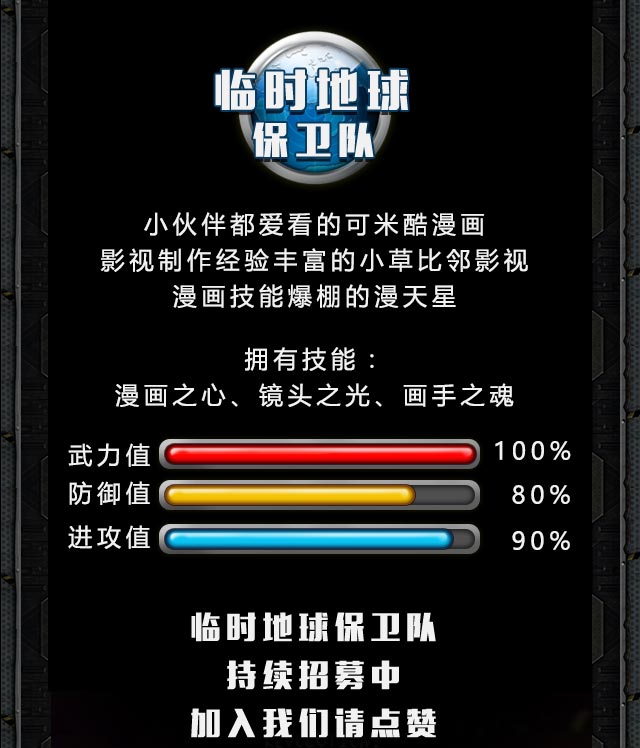 临时地球
保卫队
小伙伴都爱看的可米酷漫画
影视制作经验丰富的小草比邻影视
漫画技能爆棚的漫天星
拥有技能：
漫画之心、镜头之光、画手之魂
武力值 100%
防御值 80%
进攻值 90%
临时地球保卫队
持续招募中
加入我们请点赞